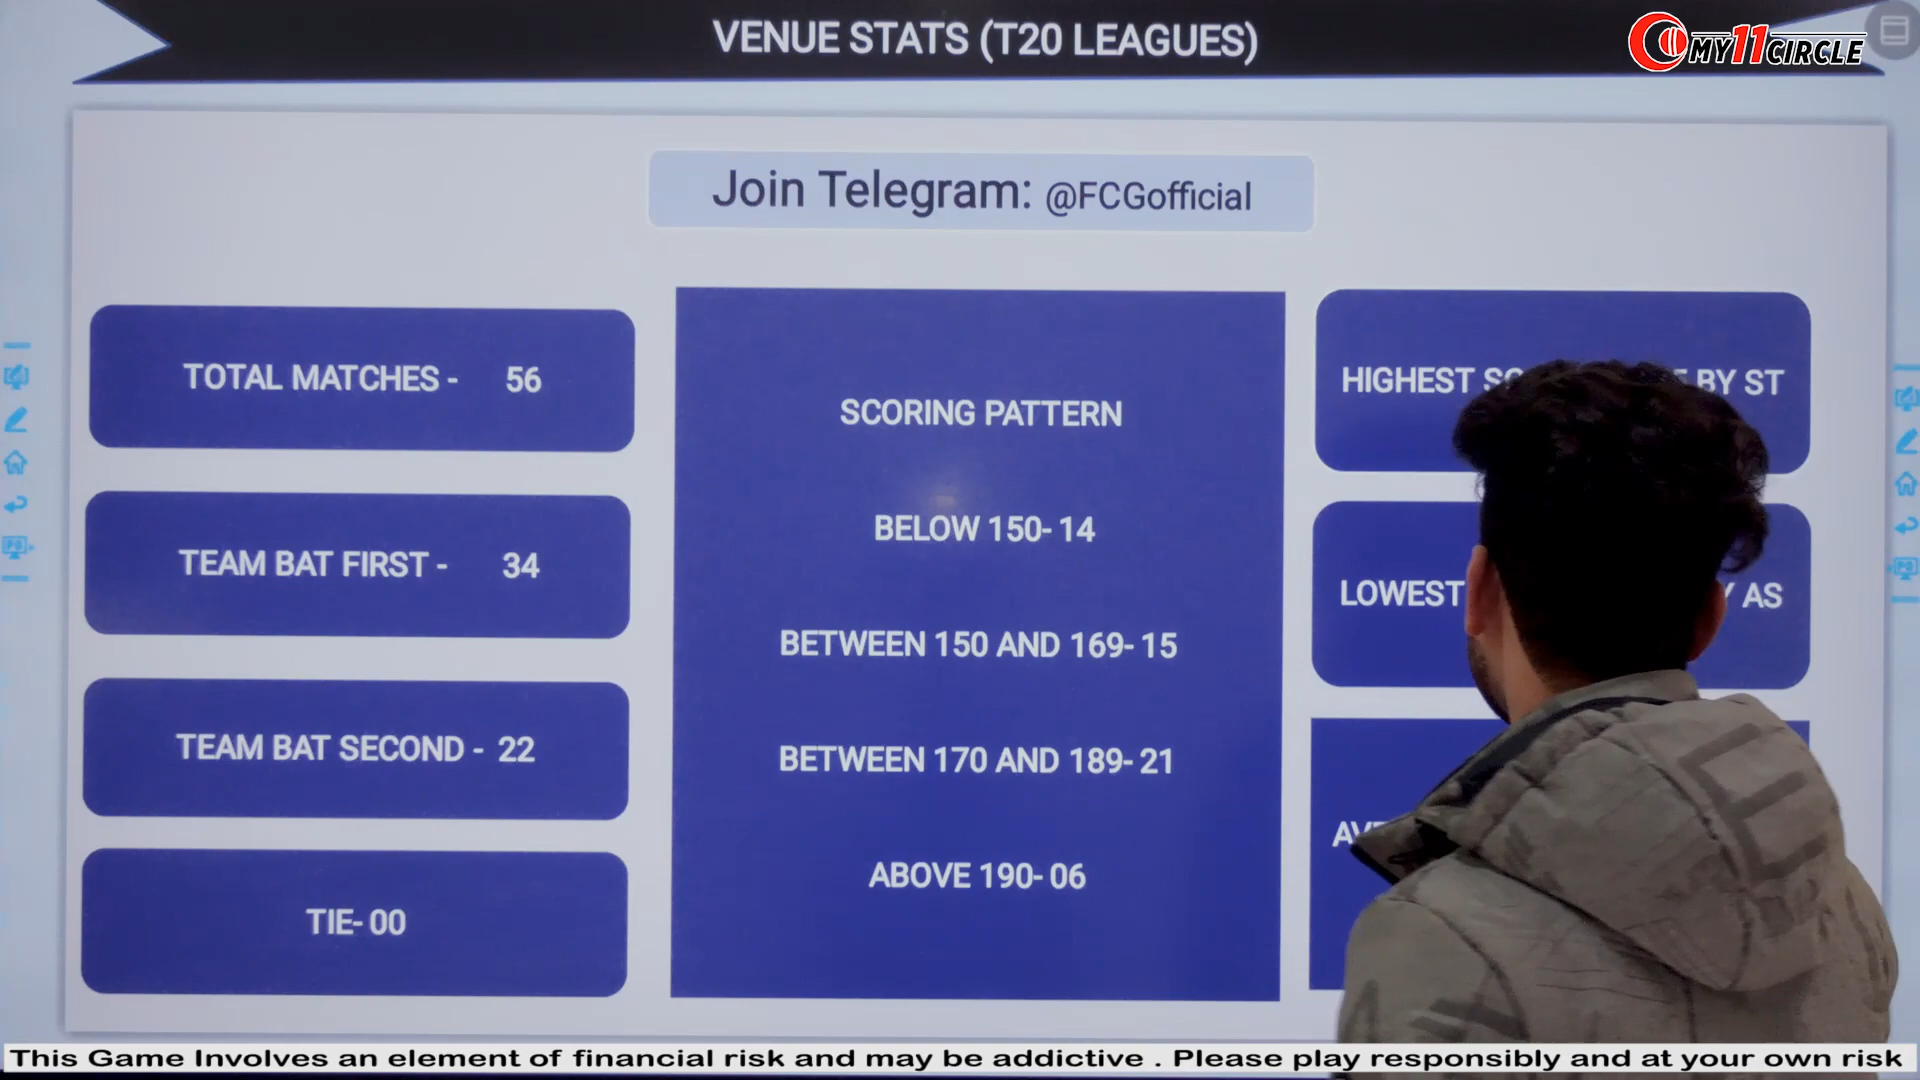 VENUE STATS (T20 LEAGUES)
MY11CIRCLE
Join Telegram: @FCGofficial
TOTAL MATCHES - 56
TEAM BAT FIRST - 34
TEAM BAT SECOND - 22
TIE- 00
SCORING PATTERN
BELOW 150- 14
BETWEEN 150 AND 169- 15
BETWEEN 170 AND 189- 21
ABOVE 190- 06
HIGHEST BY ST
LOWEST AS
This Game Involves an element of financial risk and may be addictive . Please play responsibly and at your own risk